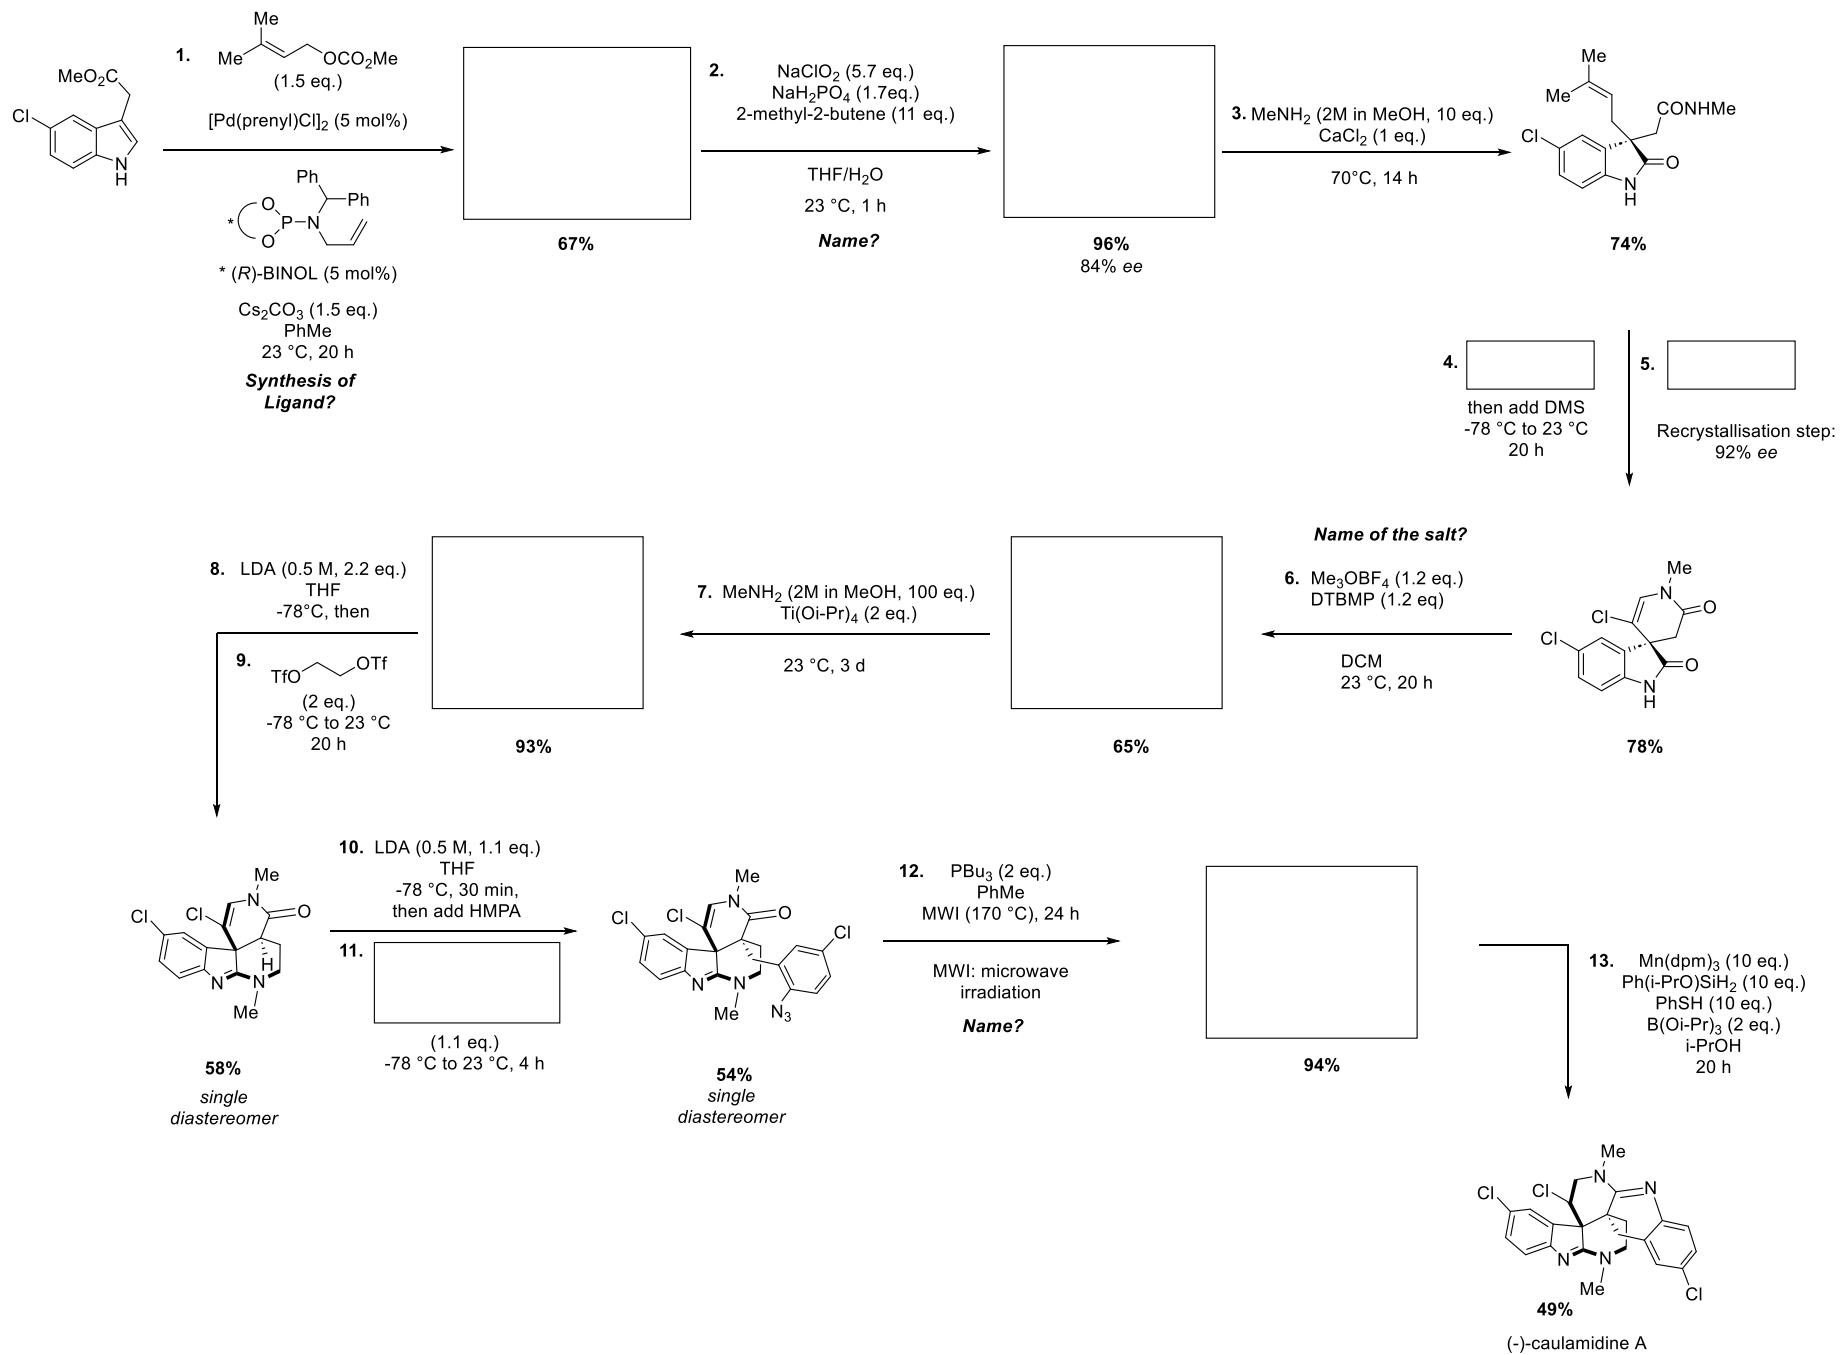 1.
Me
Me
OCO₂Me
(1.5 eq.)
[Pd(prenyl)Cl]₂ (5 mol%)
MeO₂C
Cl
N
H
Ph
Ph
O
P
N
O
*
* (R)-BINOL (5 mol%)
Cs₂CO₃ (1.5 eq.)
PhMe
23 °C, 20 h
Synthesis of
Ligand?
67%
2.
NaClO₂ (5.7 eq.)
NaH₂PO₄ (1.7eq.)
2-methyl-2-butene (11 eq.)
THF/H₂O
23 °C, 1 h
Name?
96%
84% ee
3. MeNH₂ (2M in MeOH, 10 eq.)
CaCl₂ (1 eq.)
70°C, 14 h
Me
Me
CONHMe
Cl
O
N
H
74%
4.
then add DMS
-78 °C to 23 °C
20 h
5.
Recrystallisation step:
92% ee
Me
N
O
Cl
Cl
O
N
H
78%
Name of the salt?
6. Me₃OBF₄ (1.2 eq.)
DTBMP (1.2 eq)
DCM
23 °C, 20 h
65%
7. MeNH₂ (2M in MeOH, 100 eq.)
Ti(Oi-Pr)₄ (2 eq.)
23 °C, 3 d
93%
8. LDA (0.5 M, 2.2 eq.)
THF
-78°C, then
9.
OTf
TfO
(2 eq.)
-78 °C to 23 °C
20 h
Me
N
O
Cl
Cl
H
N
N
Me
58%
single
diastereomer
10. LDA (0.5 M, 1.1 eq.)
THF
-78 °C, 30 min,
then add HMPA
11.
(1.1 eq.)
-78 °C to 23 °C, 4 h
Me
N
O
Cl
Cl
Cl
N
N
Me
N₃
54%
single
diastereomer
12. PBu₃ (2 eq.)
PhMe
MWI (170 °C), 24 h
MWI: microwave
irradiation
Name?
94%
13. Mn(dpm)₃ (10 eq.)
Ph(i-PrO)SiH₂ (10 eq.)
PhSH (10 eq.)
B(Oi-Pr)₃ (2 eq.)
i-PrOH
20 h
Me
N
N
Cl
Cl
N
N
Me
Cl
49%
(-)-caulamidine A